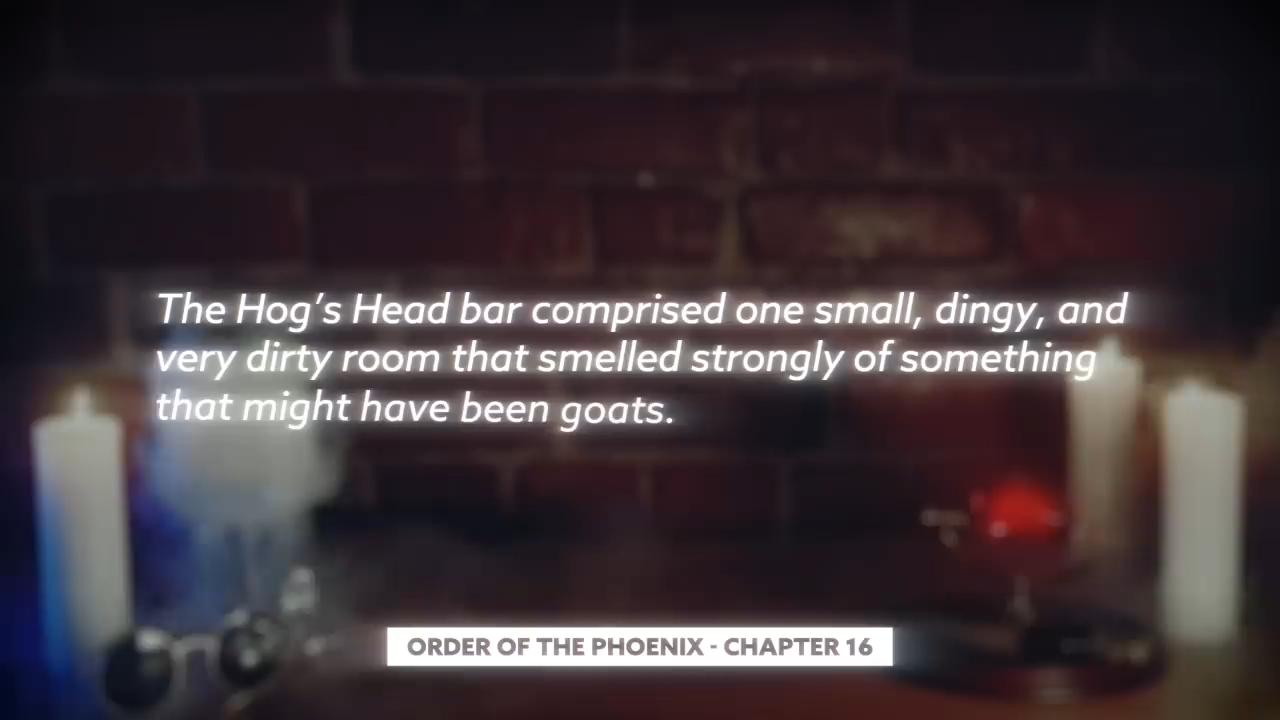 The Hog’s Head bar comprised one small, dingy, and
very dirty room that smelled strongly of something
that might have been goats.
ORDER OF THE PHOENIX - CHAPTER 16